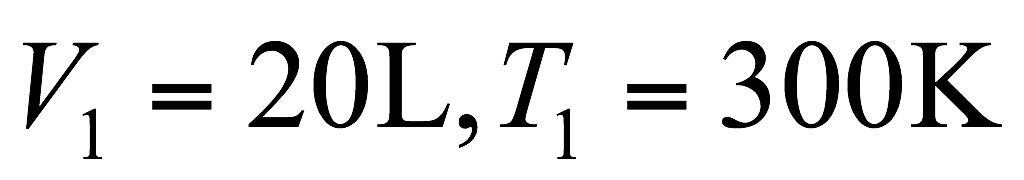 V₁ = 20L, T₁ = 300K